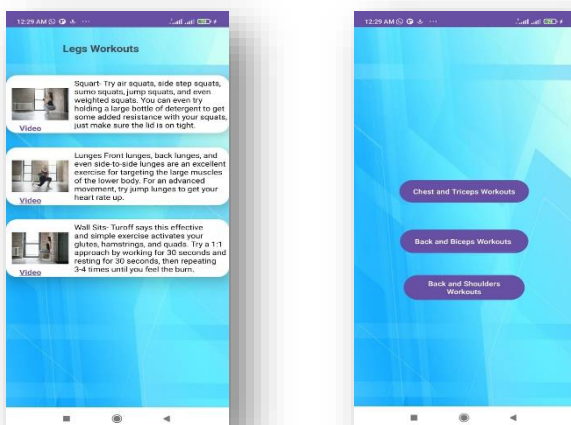 12:29 AM
Legs Workouts
Squart- Try air squats, side step squats,
sumo squats, jump squats, and even
weighted squats. You can even try
holding a large bottle of detergent to get
some added resistance with your squats,
just make sure the lid is on tight.
Video
Lunges Front lunges, back lunges, and
even side-to-side lunges are an excellent
exercise for targeting the large muscles
of the lower body. For an advanced
movement, try jump lunges to get your
heart rate up.
Video
Wall Sits- Turoff says this effective
and simple exercise activates your
glutes, hamstrings, and quads. Try a 1:1
approach by working for 30 seconds and
resting for 30 seconds, then repeating
3-4 times until you feel the burn.
Video
12:29 AM
Chest and Triceps Workouts
Back and Biceps Workouts
Back and Shoulders
Workouts